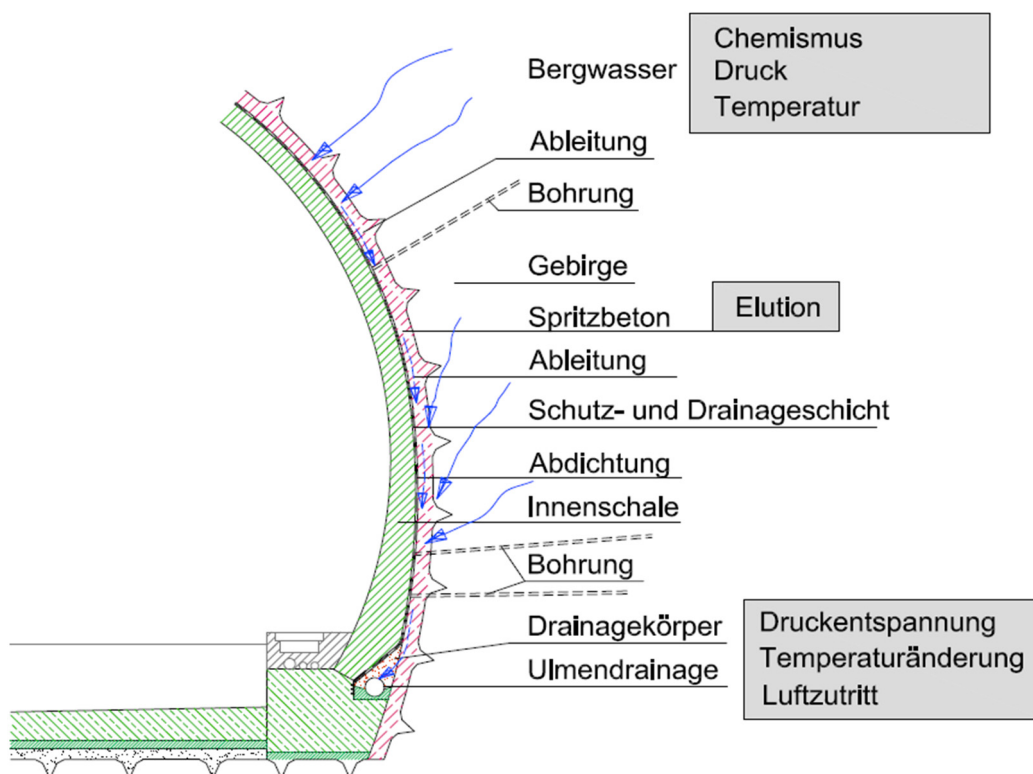 Bergwasser
Chemismus
Druck
Temperatur
Ableitung
Bohrung
Gebirge
Spritzbeton
Elution
Ableitung
Schutz- und Drainageschicht
Abdichtung
Innenschale
Bohrung
Drainagekörper
Ulmendrainage
Druckentspannung
Temperaturänderung
Luftzutritt